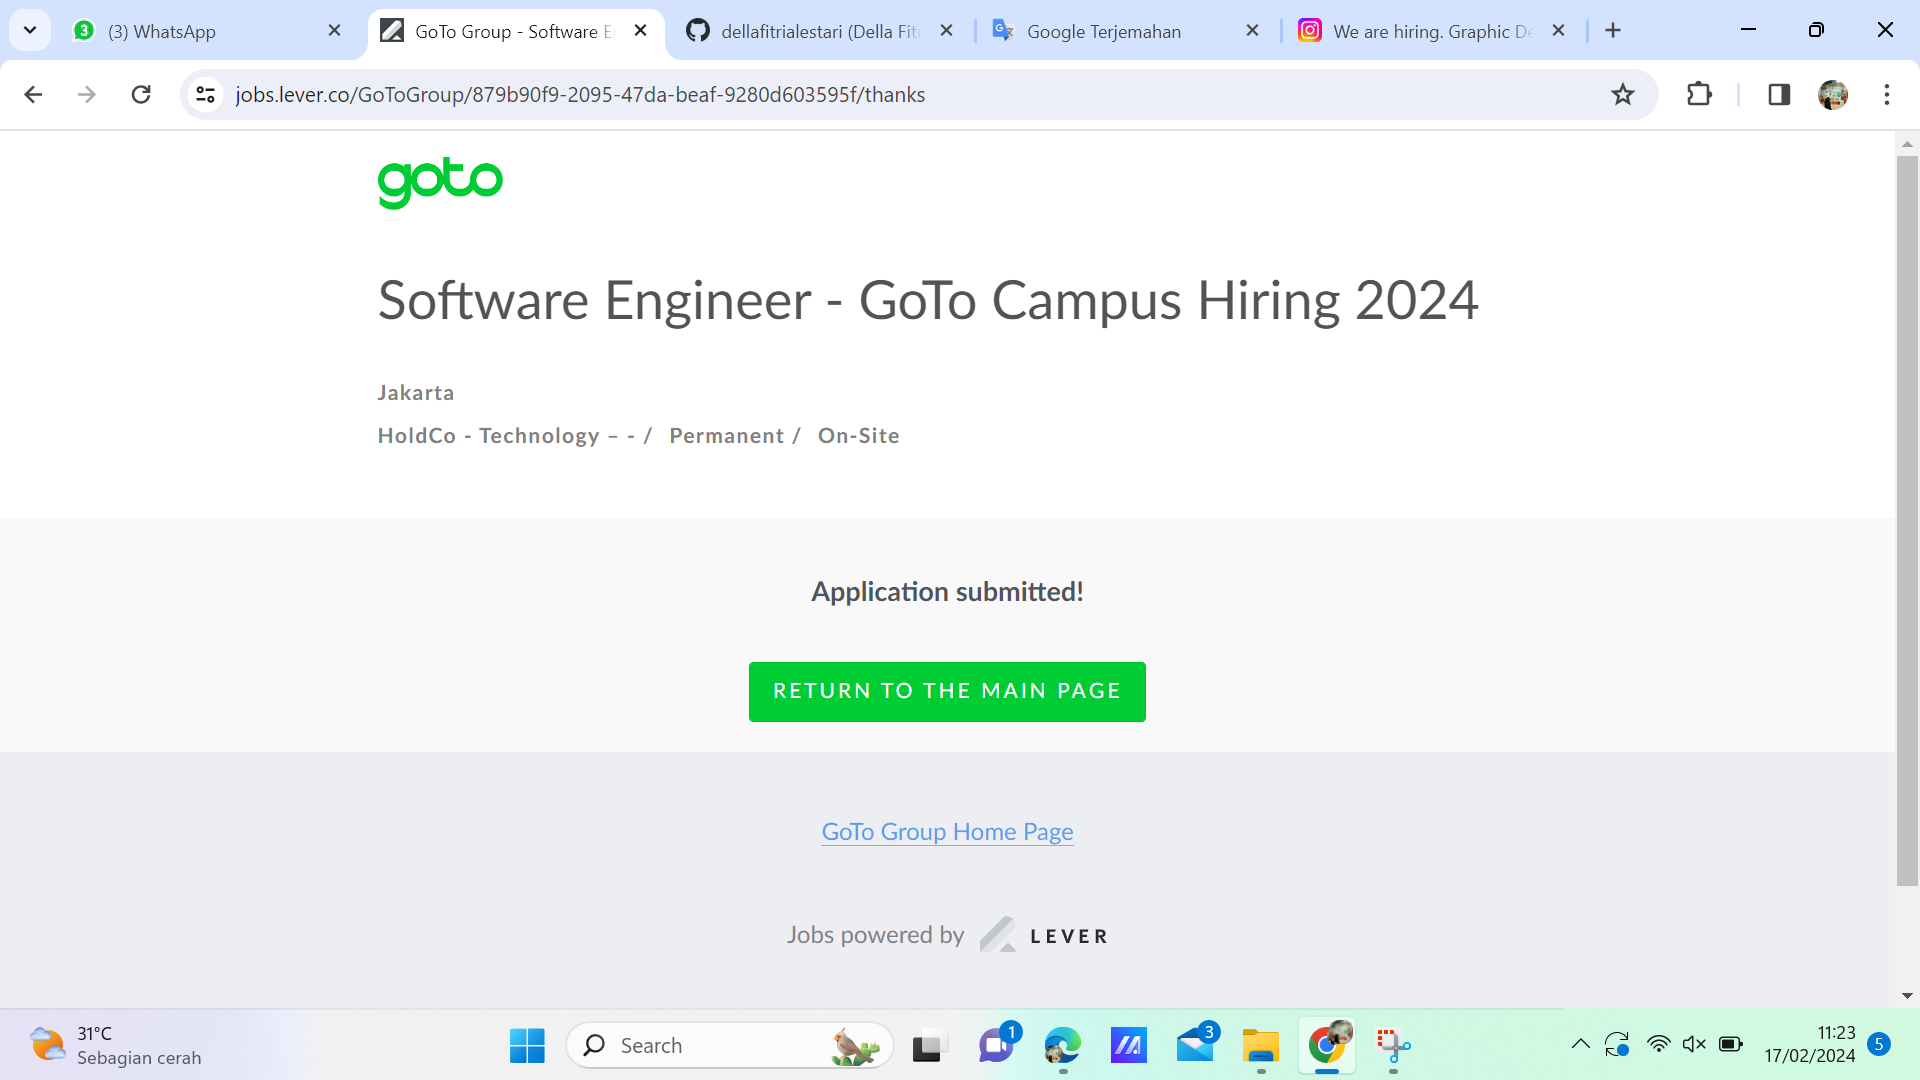 (3) WhatsApp
GoTo Group - Software E
dellafitrialestari (Della Fit
Google Terjemahan
We are hiring. Graphic De
jobs.lever.co/GoToGroup/879b90f9-2095-47da-beaf-9280d603595f/thanks
goto
Software Engineer - GoTo Campus Hiring 2024
Jakarta
HoldCo - Technology – - / Permanent / On-Site
Application submitted!
RETURN TO THE MAIN PAGE
GoTo Group Home Page
Jobs powered by LEVER
31°C
Sebagian cerah
Search
1
3
11:23
17/02/2024
5